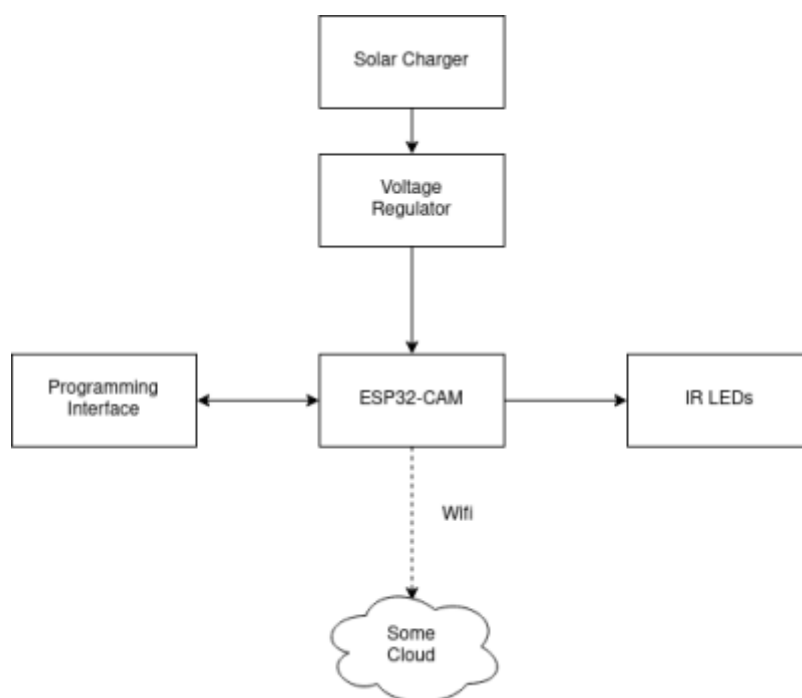 Solar Charger
Voltage
Regulator
Programming
Interface
ESP32-CAM
IR LEDs
Wifi
Some
Cloud